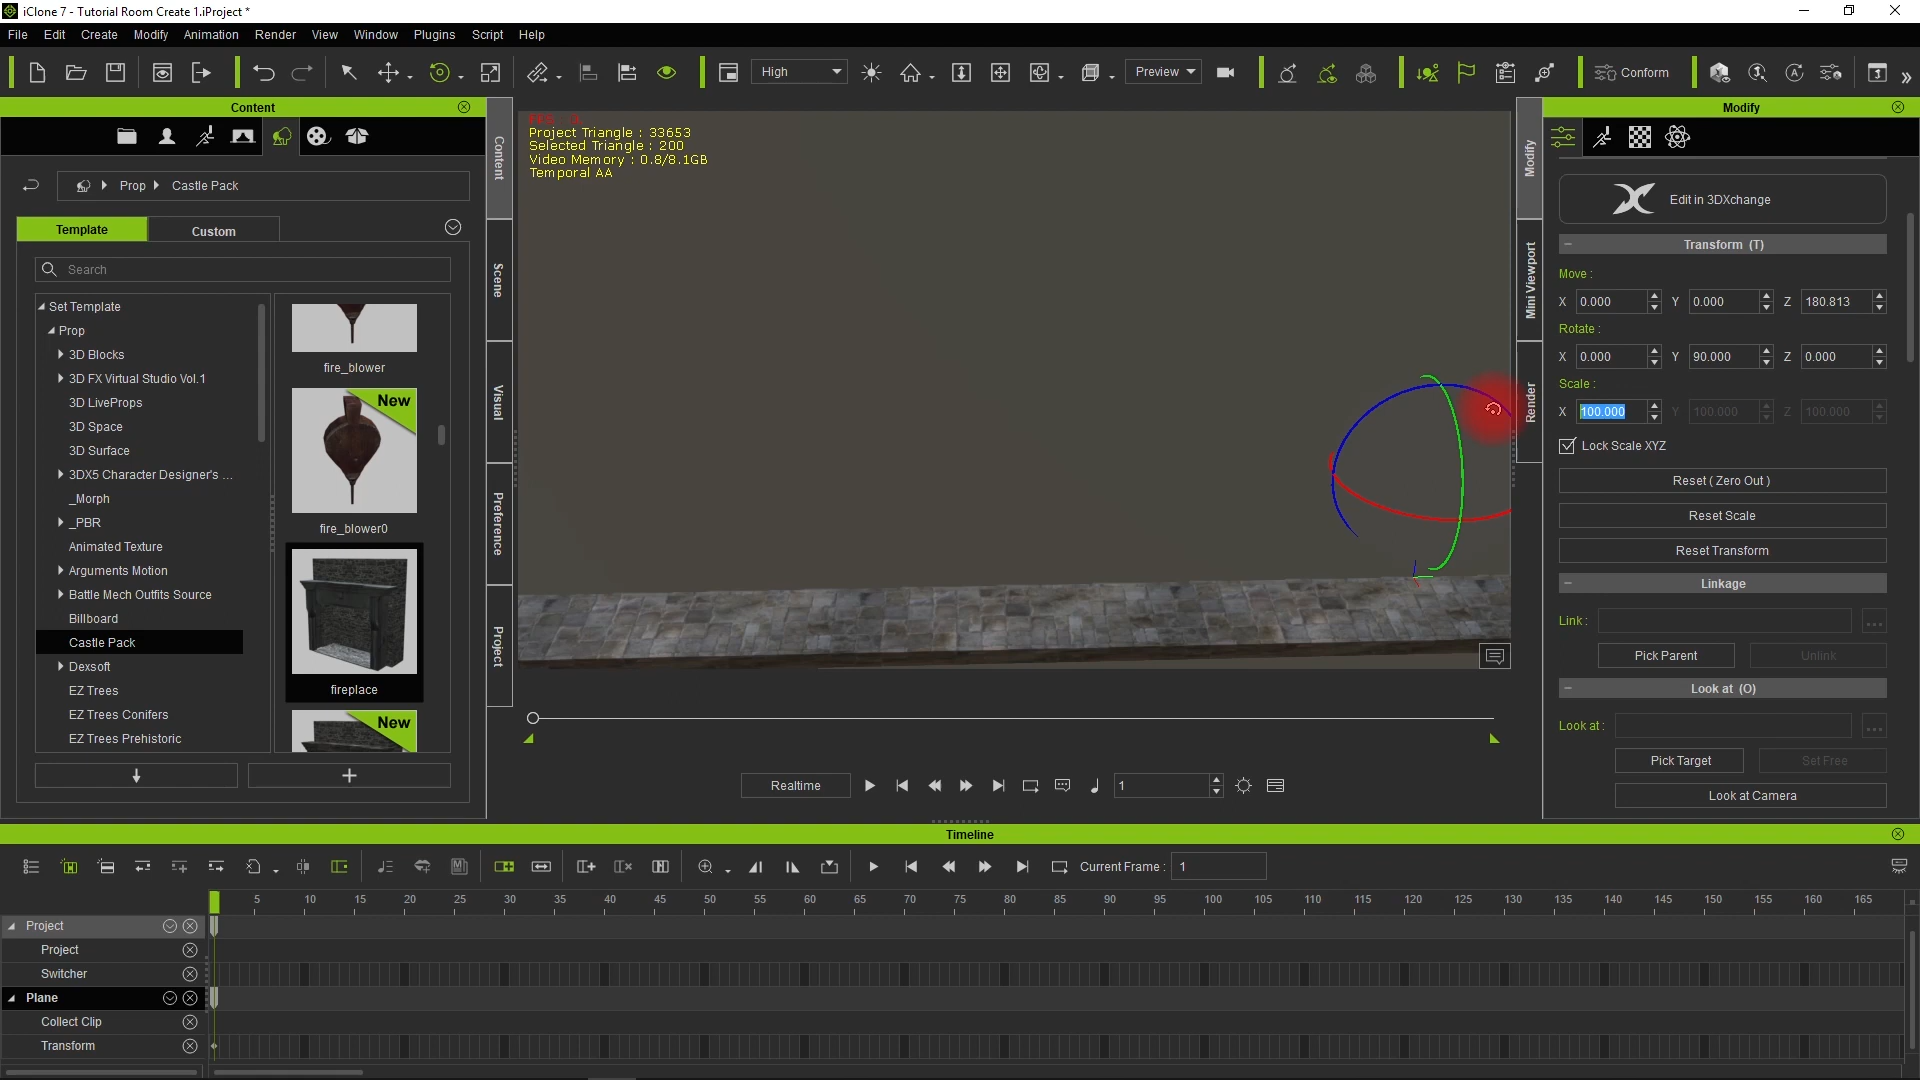 iClone 7 - Tutorial Room Create 1.iProject *
File Edit Create Modify Animation Render View Window Plugins Script Help
High
Preview
Conform
Content
Prop Castle Pack
Template Custom
Search
Set Template
Prop
3D Blocks
3D FX Virtual Studio Vol.1
3D LiveProps
3D Space
3D Surface
3DX5 Character Designer's ...
_Morph
_PBR
Animated Texture
Arguments Motion
Battle Mech Outfits Source
Billboard
Castle Pack
Dexsoft
EZ Trees
EZ Trees Conifers
EZ Trees Prehistoric
fire_blower
New
fire_blower0
fireplace
New
Content
Scene
Visual
Preference
Project
Project Triangle : 33653
Selected Triangle : 200
Video Memory : 0.8/8.1GB
Temporal AA
Realtime
1
Modify
Mini Viewport
Render
Modify
Edit in 3DXchange
Transform (T)
Move :
X 0.000 Y 0.000 Z 180.813
Rotate :
X 0.000 Y 90.000 Z 0.000
Scale :
X 100.000 Y 100.000 Z 100.000
Lock Scale XYZ
Reset ( Zero Out )
Reset Scale
Reset Transform
Linkage
Link :
...
Pick Parent Unlink
Look at (O)
Look at :
...
Pick Target Set Free
Look at Camera
Timeline
Current Frame : 1
5 10 15 20 25 30 35 40 45 50 55 60 65 70 75 80 85 90 95 100 105 110 115 120 125 130 135 140 145 150 155 160 165
Project
Project
Switcher
Plane
Collect Clip
Transform